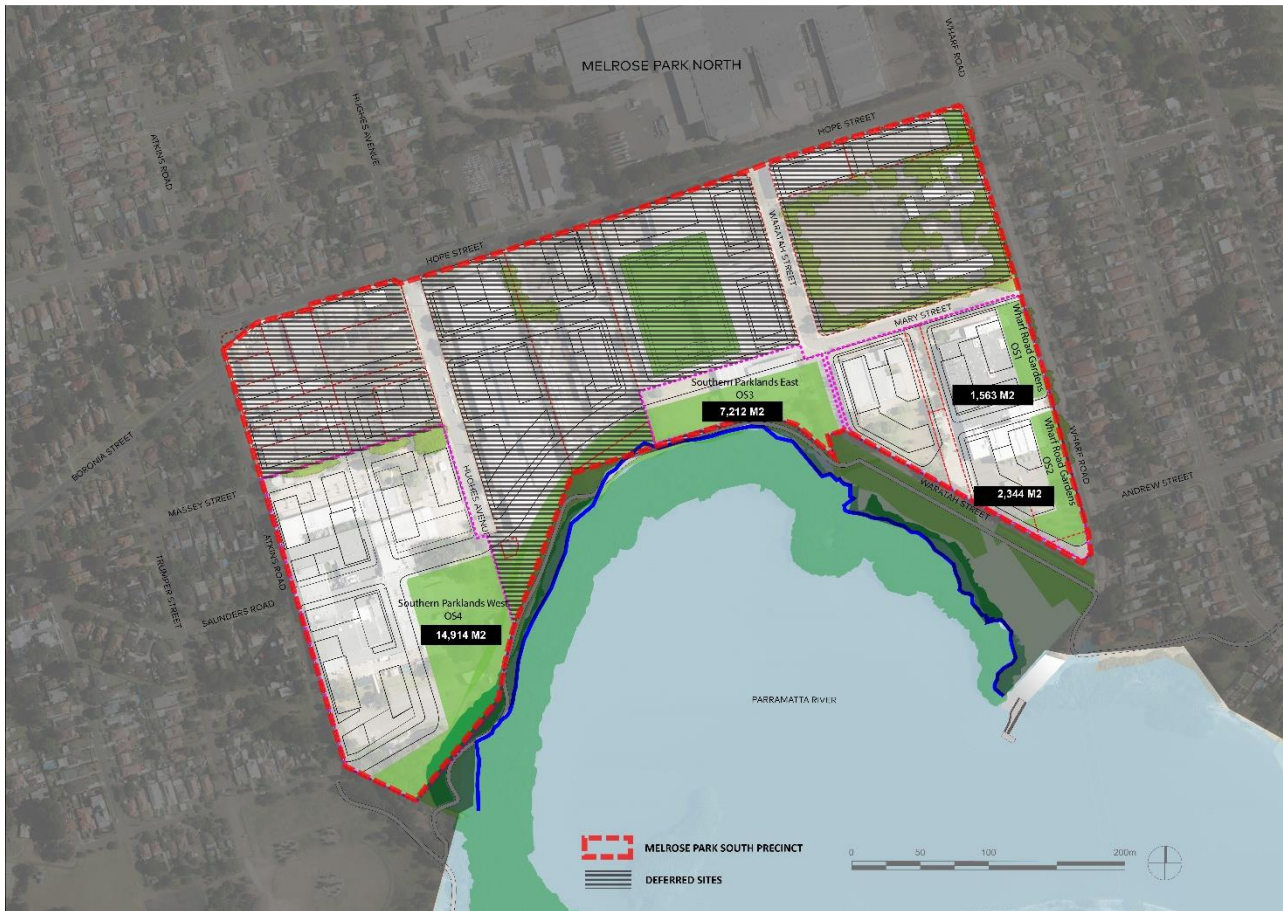 MELROSE PARK NORTH
WHARF ROAD
HOPE STREET
HUGHES AVENUE
ATKINS ROAD
WARATAH STREET
HOPE STREET
MARY STREET
Wharf Road Gardens
OS1
1,563 M2
Southern Parklands East
OS3
7,212 M2
Wharf Road Gardens
OS2
2,344 M2
WHARF ROAD
ANDREW STREET
WARATAH STREET
BORONIA STREET
MASSEY STREET
HUGHES AVENUE
ATKINS ROAD
TRUMPER STREET
SAUNDERS ROAD
Southern Parklands West
OS4
14,914 M2
PARRAMATTA RIVER
MELROSE PARK SOUTH PRECINCT
DEFERRED SITES
0 50 100 200m